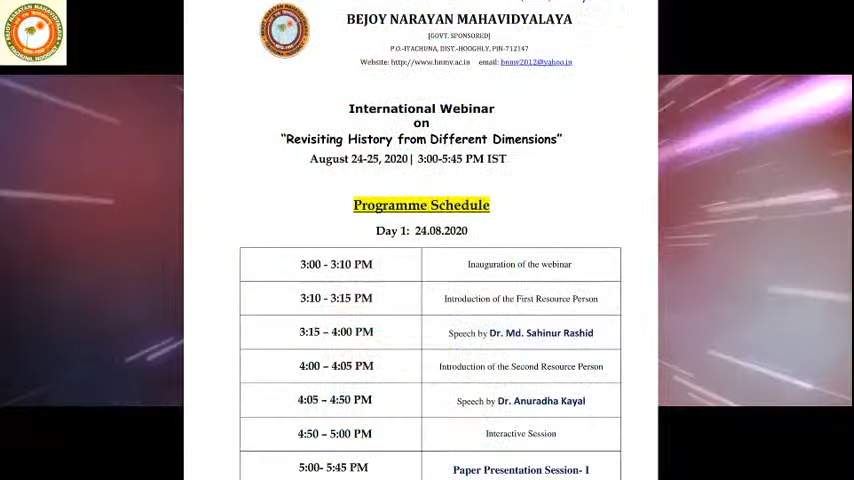 BEJOY NARAYAN MAHAVIDYALAYA
[GOVT. SPONSORED]
P.O.-ITACHUNA, DIST.-HOOGHLY, PIN-712147
Website: http://www.bnmv.ac.in email: bnmv2012@yahoo.in
International Webinar
on
"Revisiting History from Different Dimensions"
August 24-25, 2020| 3:00-5:45 PM IST
Programme Schedule
Day 1: 24.08.2020
3:00 - 3:10 PM Inauguration of the webinar
3:10 - 3:15 PM Introduction of the First Resource Person
3:15 – 4:00 PM Speech by Dr. Md. Sahinur Rashid
4:00 – 4:05 PM Introduction of the Second Resource Person
4:05 – 4:50 PM Speech by Dr. Anuradha Kayal
4:50 – 5:00 PM Interactive Session
5:00- 5:45 PM Paper Presentation Session- I